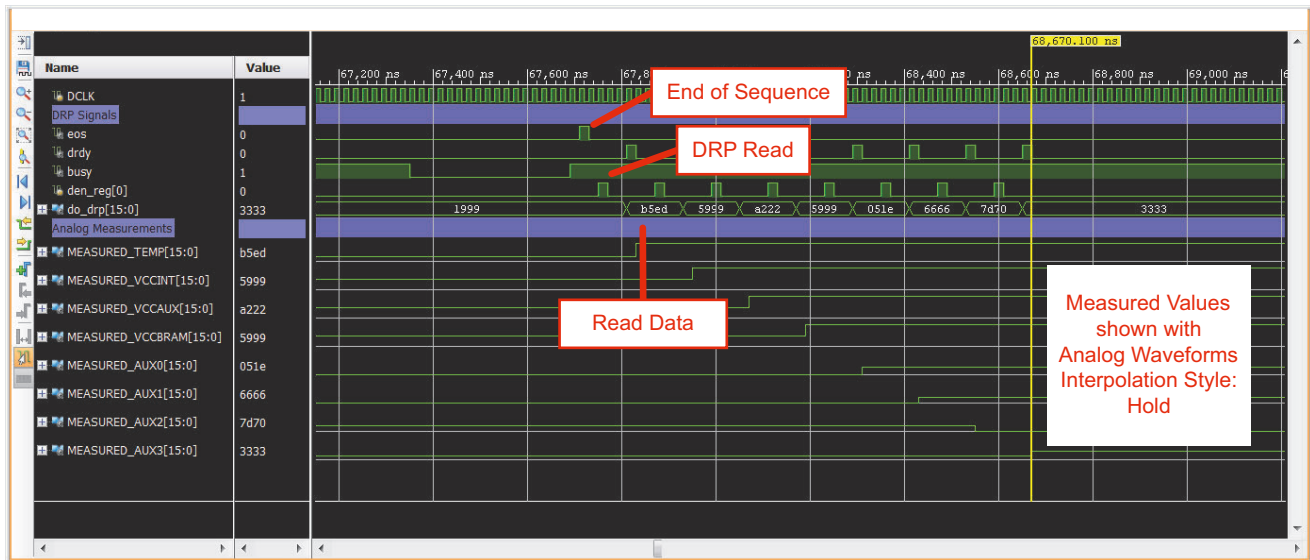 68,670.100 ns
Name Value
67,200 ns 67,400 ns 67,600 ns 67,8 ns 68,400 ns 68,600 ns 68,800 ns 69,000 ns
DCLK 1
End of Sequence
DRP Signals
eos 0
drdy 0
DRP Read
busy 1
den_reg[0] 0
do_drp[15:0] 3333 1999 b5ed 5999 a222 5999 051e 6666 7d70 3333
Analog Measurements
MEASURED_TEMP[15:0] b5ed
MEASURED_VCCINT[15:0] 5999
MEASURED_VCCAUX[15:0] a222
Read Data
MEASURED_VCCBRAM[15:0] 5999
MEASURED_AUX0[15:0] 051e
MEASURED_AUX1[15:0] 6666
MEASURED_AUX2[15:0] 7d70
MEASURED_AUX3[15:0] 3333
Measured Values
shown with
Analog Waveforms
Interpolation Style:
Hold